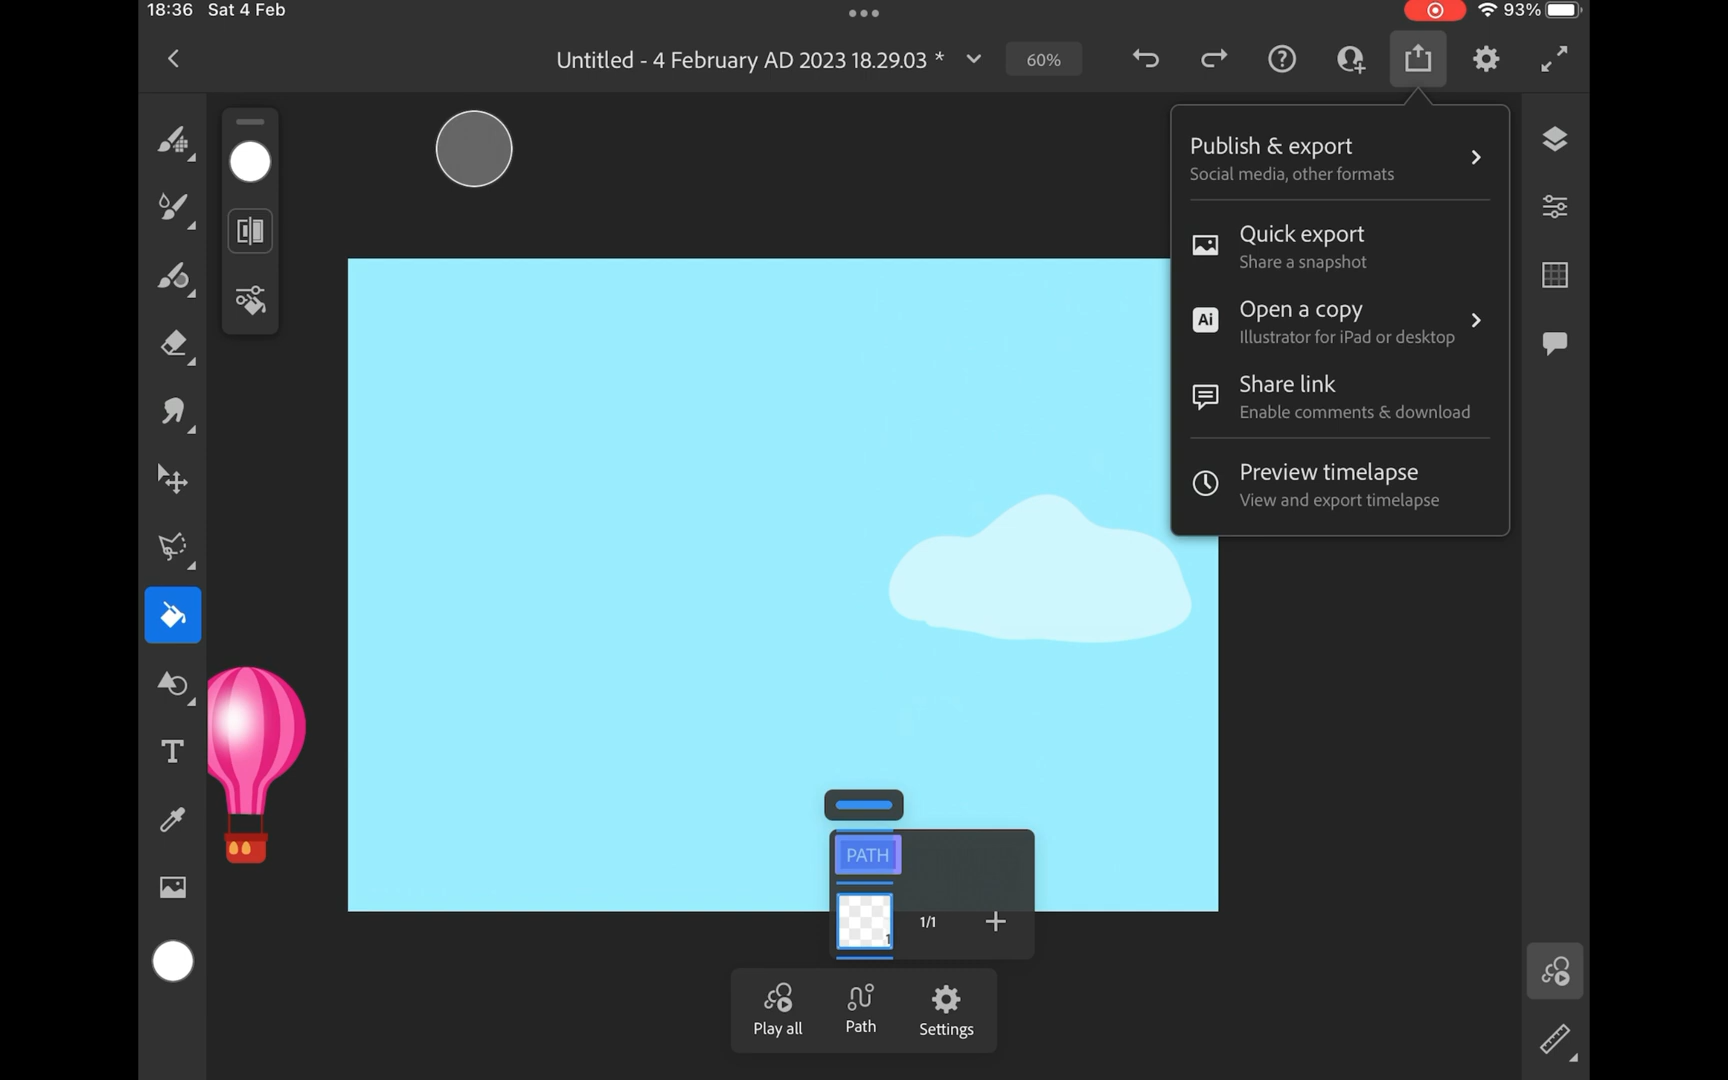 18:36 Sat 4 Feb
93%
Untitled - 4 February AD 2023 18.29.03 *
60%
Publish & export
Social media, other formats
Quick export
Share a snapshot
Ai
Open a copy
Illustrator for iPad or desktop
Share link
Enable comments & download
Preview timelapse
View and export timelapse
T
PATH
1
1/1
Play all
Path
Settings